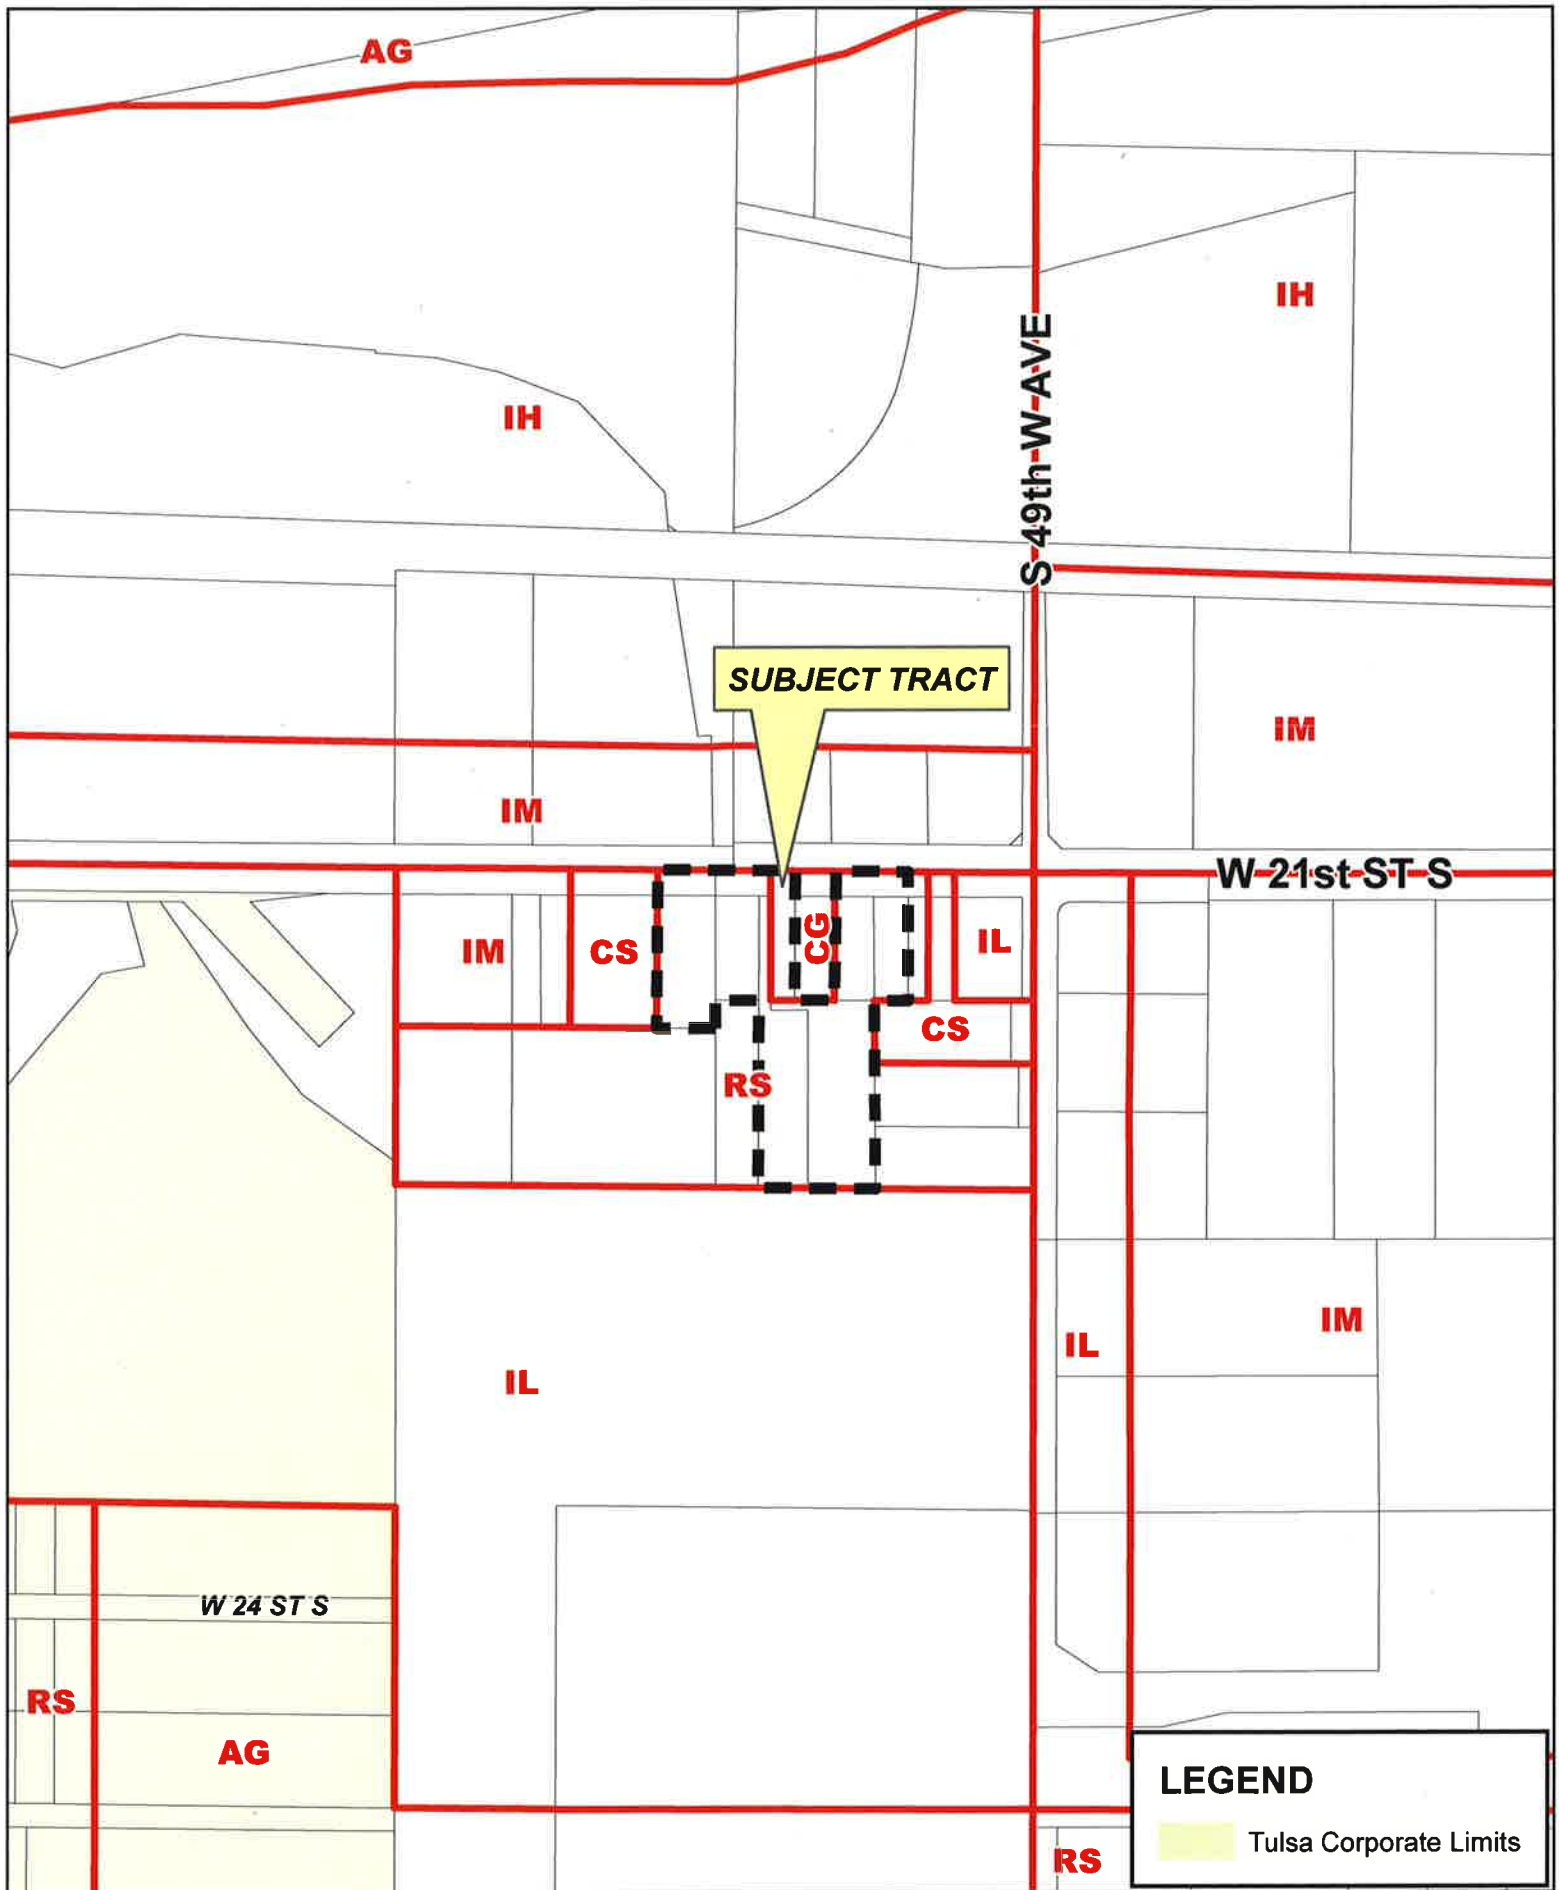 AG
IH
S 49th W AVE
IH
SUBJECT TRACT
IM
IM
W 21st ST S
IM
CS
CG
IL
CS
RS
IL
IL
IM
W 24 ST S
RS
AG
LEGEND
Tulsa Corporate Limits
RS